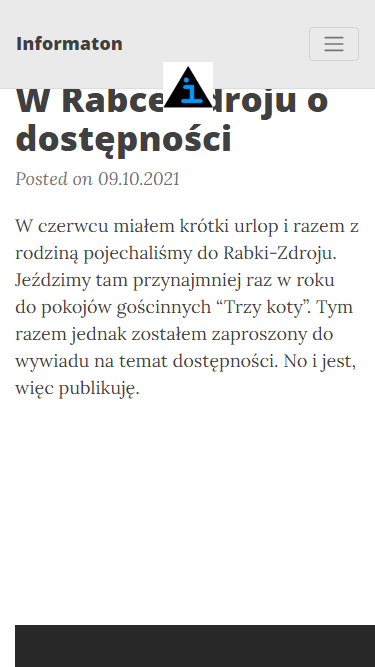 Informaton
W Rabce-Zdroju o
dostępności
Posted on 09.10.2021
W czerwcu miałem krótki urlop i razem z
rodziną pojechaliśmy do Rabki-Zdroju.
Jeździmy tam przynajmniej raz w roku
do pokojów gościnnych “Trzy koty”. Tym
razem jednak zostałem zaproszony do
wywiadu na temat dostępności. No i jest,
więc publikuję.